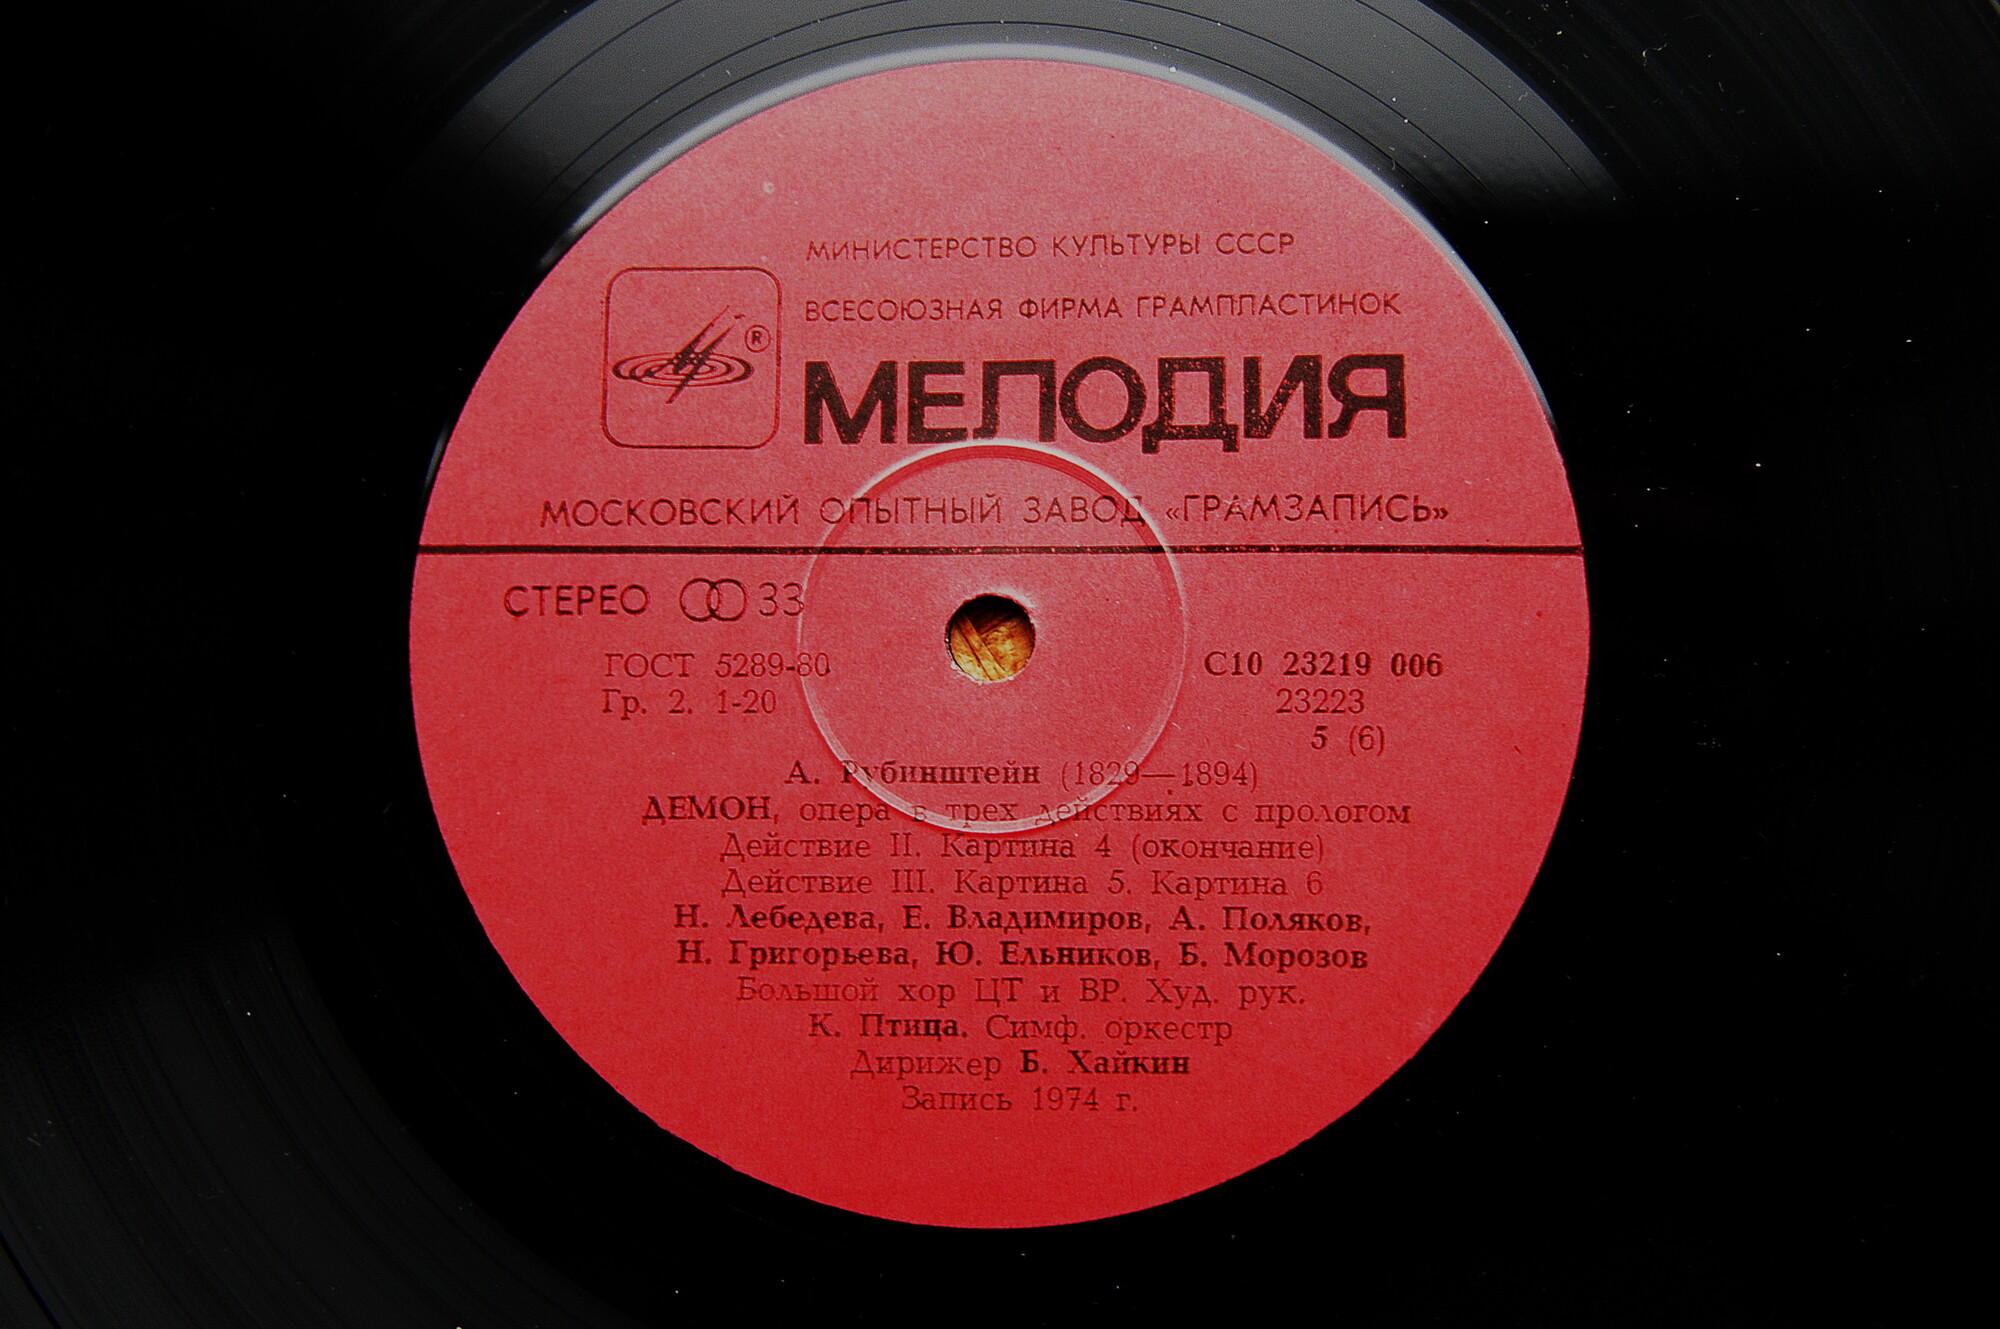 МИНИСТЕРСТВО КУЛЬТУРЫ СССР
ВСЕСОЮЗНАЯ ФИРМА ГРАМПЛАСТИНОК
®
МЕЛОДИЯ
МОСКОВСКИЙ ОПЫТНЫЙ ЗАВОД «ГРАМЗАПИСЬ»
СТЕРЕО 33
ГОСТ 5289-80
Гр. 2. 1-20
С10 23219 006
23223
5 (6)
А. Рубинштейн (1829—1894)
ДЕМОН, опера в трех действиях с прологом
Действие II. Картина 4 (окончание)
Действие III. Картина 5. Картина 6
Н. Лебедева, Е. Владимиров, А. Поляков,
Н. Григорьева, Ю. Ельников, Б. Морозов
Большой хор ЦТ и ВР. Худ. рук.
К. Птица. Симф. оркестр
Дирижер Б. Хайкин
Запись 1974 г.